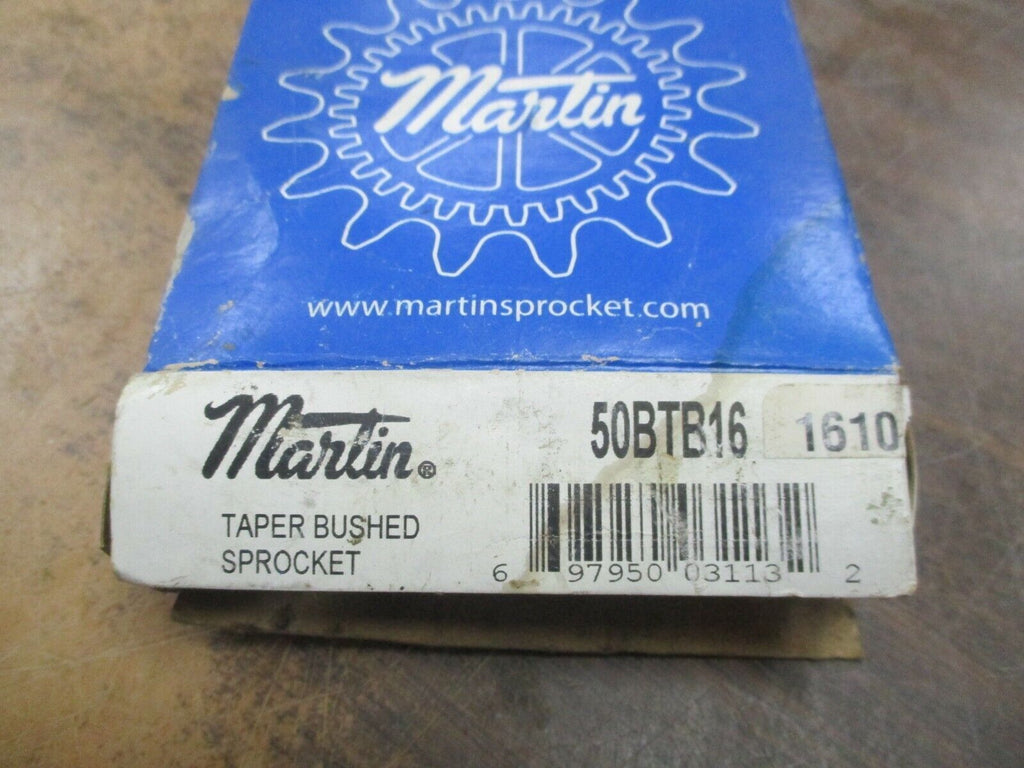 Martin
www.martinsprocket.com
Martin® 50BTB16 1610
TAPER BUSHED
SPROCKET
6 97950 03113 2